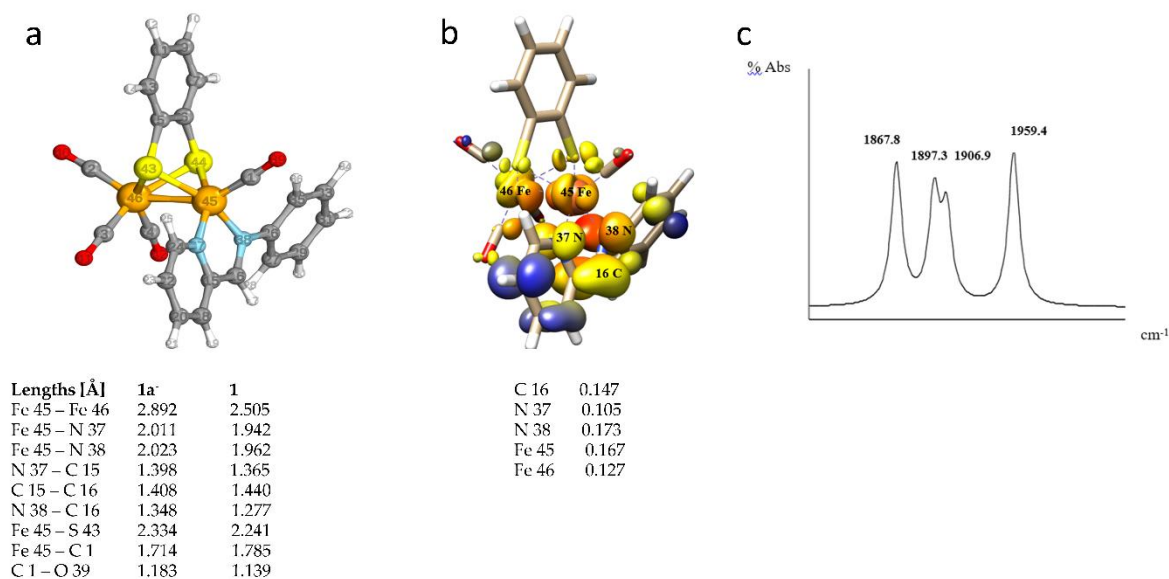 a
b
c
% Abs
1867.8
1897.3 1906.9
1959.4
cm-1
43
44
46
45
38
46 Fe
45 Fe
37 N
38 N
16 C
Lengths [Å] 1a- 1
Fe 45 – Fe 46 2.892 2.505
Fe 45 – N 37 2.011 1.942
Fe 45 – N 38 2.023 1.962
N 37 – C 15 1.398 1.365
C 15 – C 16 1.408 1.440
N 38 – C 16 1.348 1.277
Fe 45 – S 43 2.334 2.241
Fe 45 – C 1 1.714 1.785
C 1 – O 39 1.183 1.139
C 16 0.147
N 37 0.105
N 38 0.173
Fe 45 0.167
Fe 46 0.127